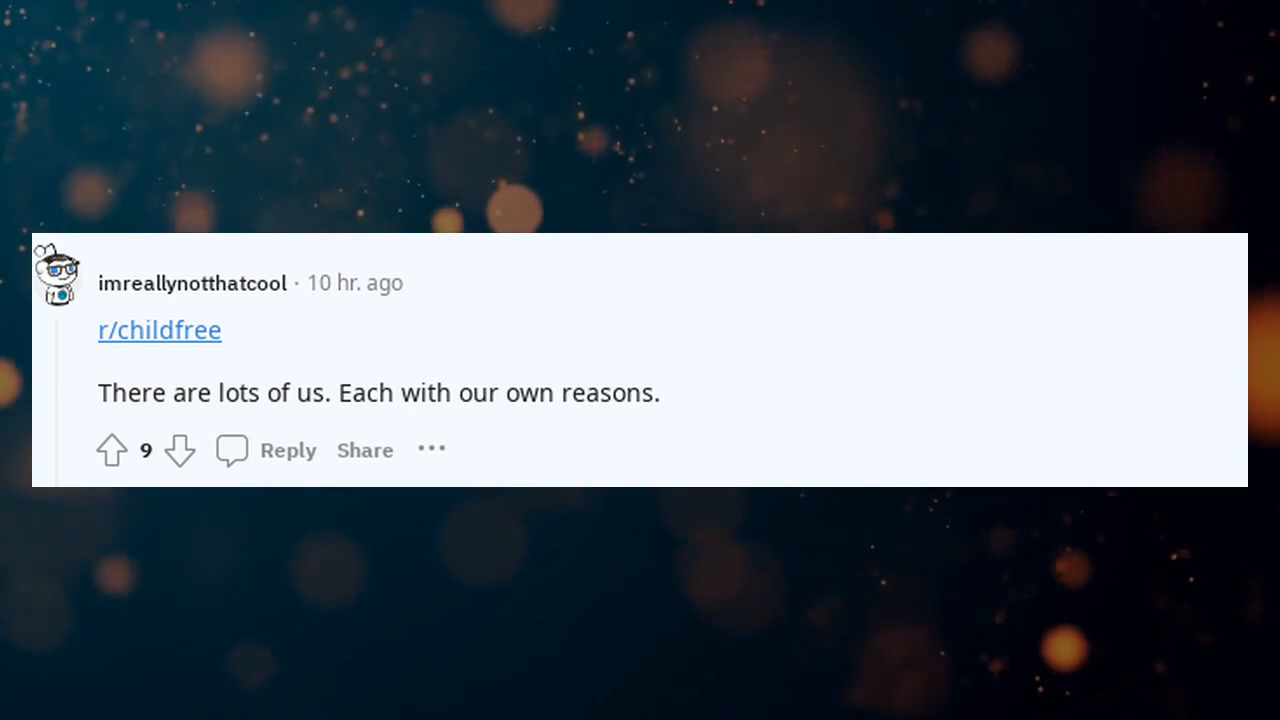 imreallynotthatcool · 10 hr. ago
r/childfree
There are lots of us. Each with our own reasons.
9 Reply Share ···